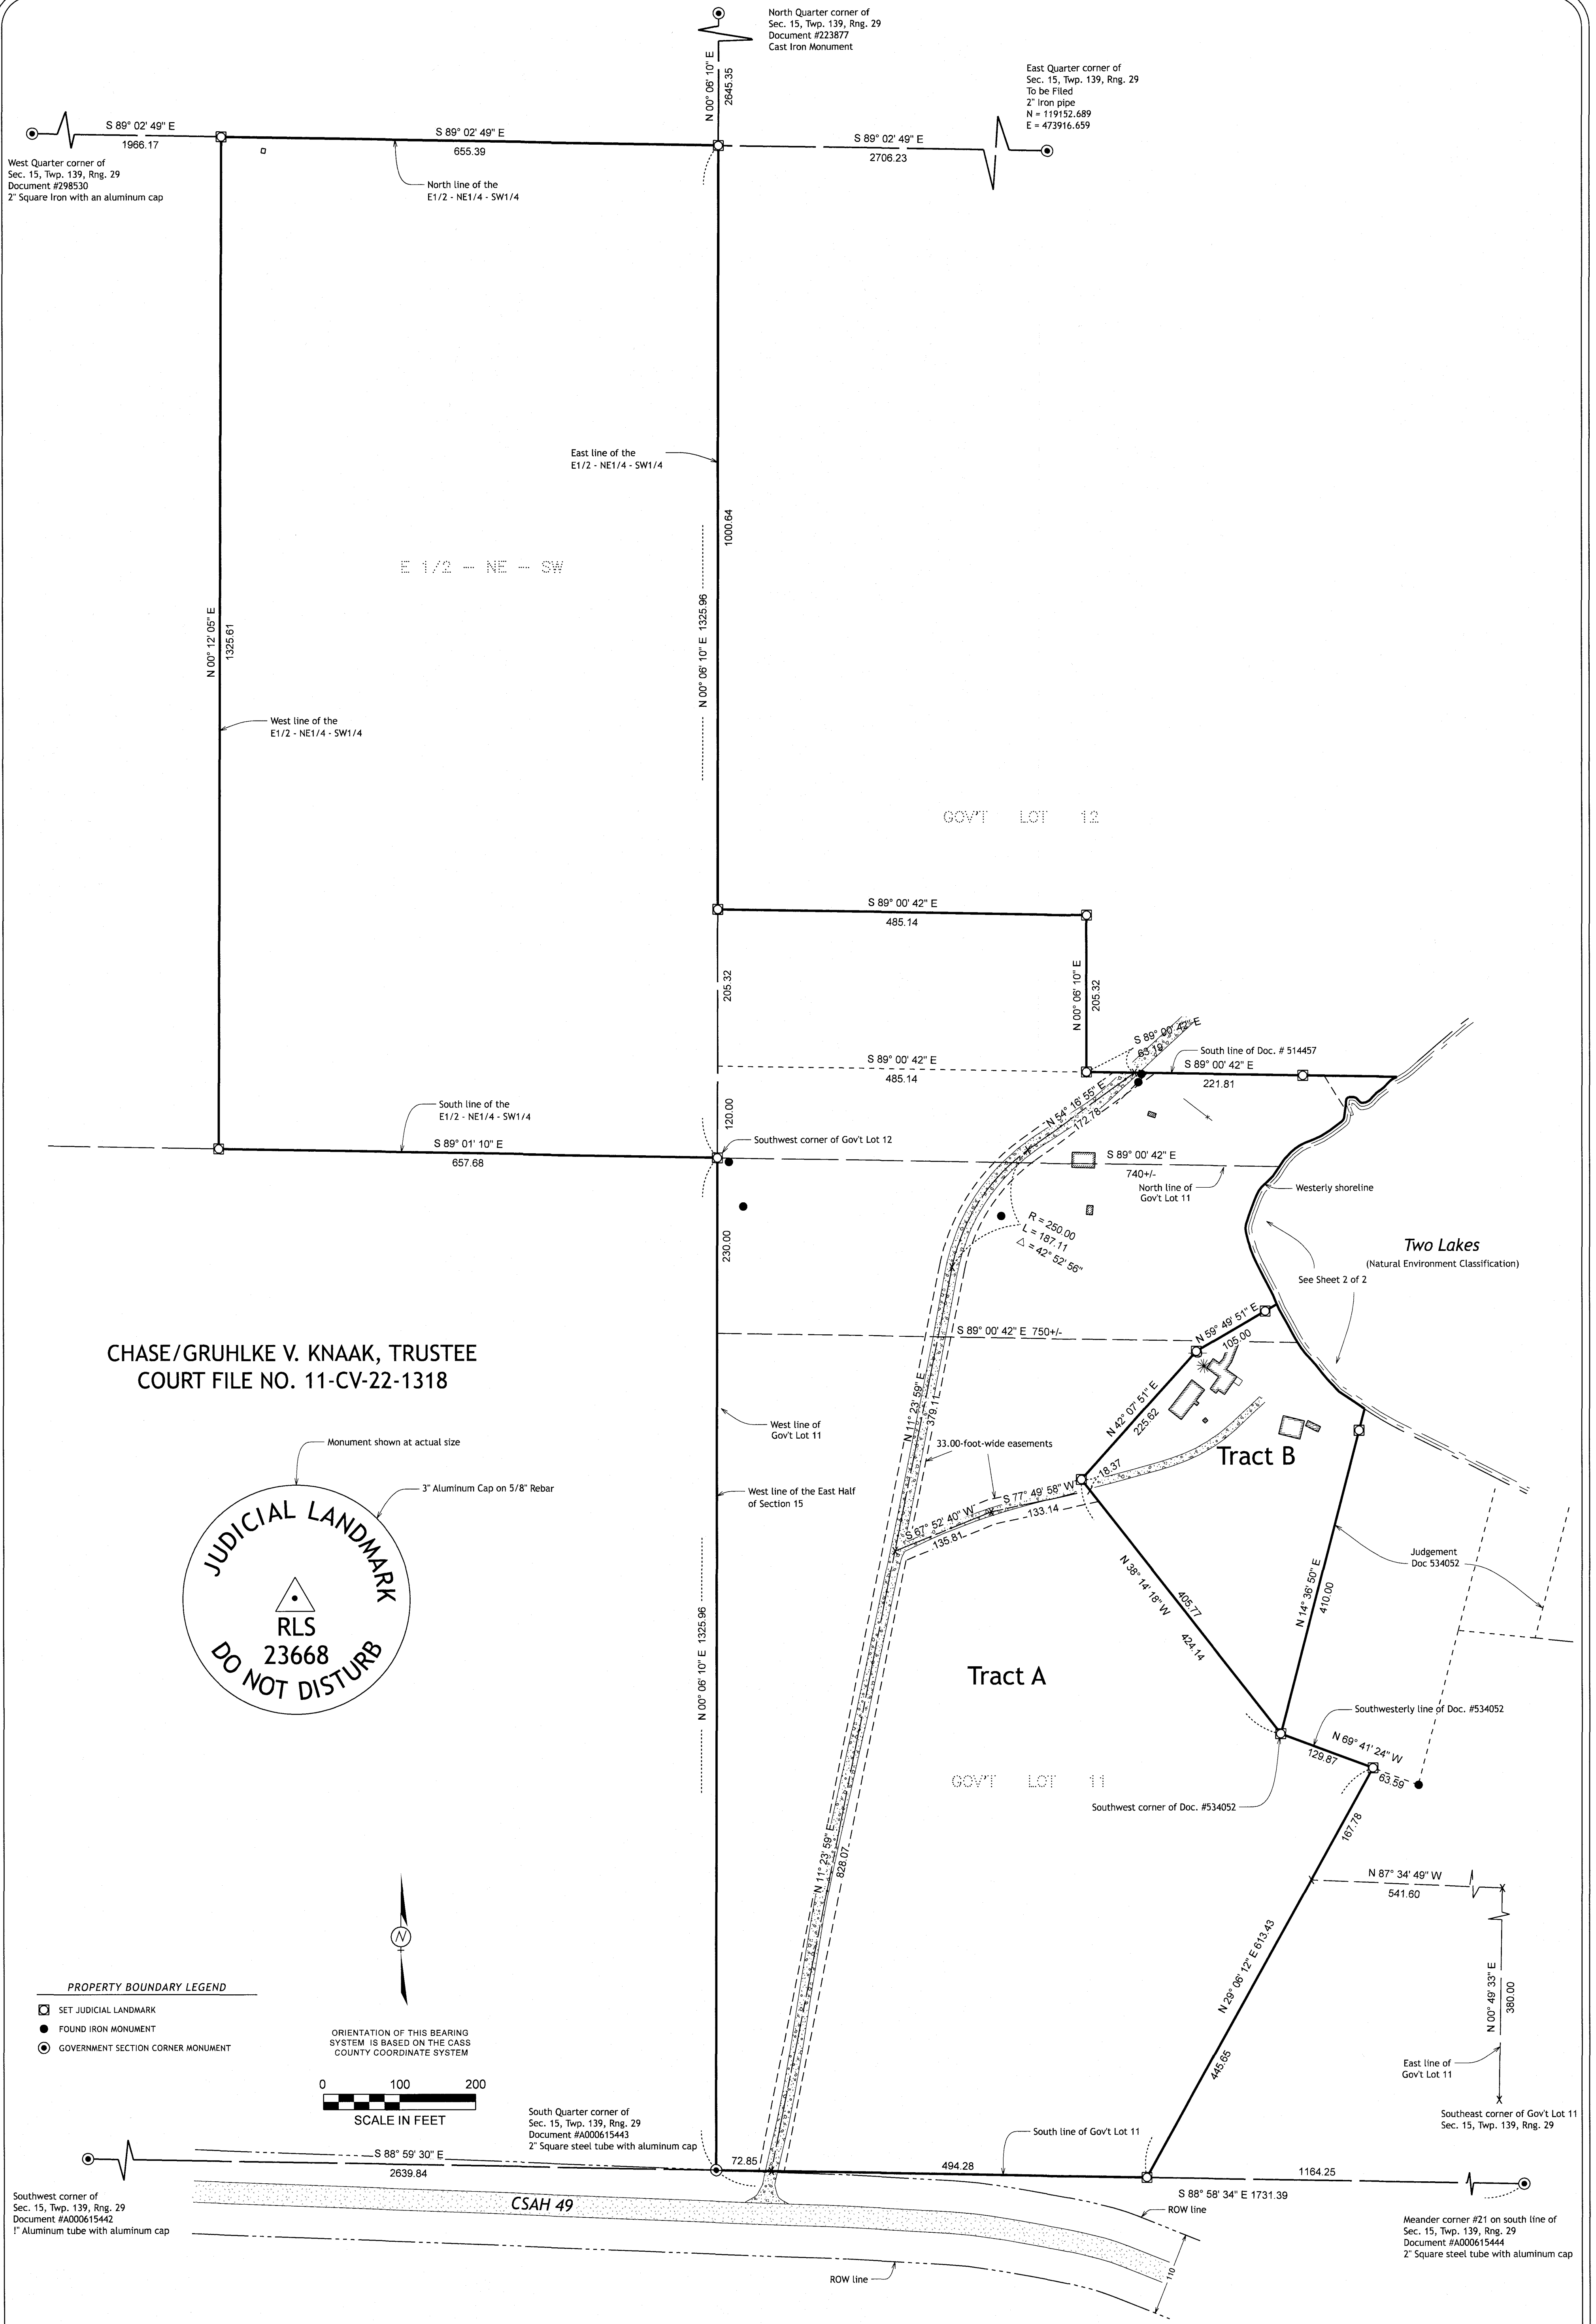 North Quarter corner of
Sec. 15, Twp. 139, Rng. 29
Document #223877
Cast Iron Monument
N 00° 06' 10" E
2645.35
East Quarter corner of
Sec. 15, Twp. 139, Rng. 29
To be Filed
2" Iron pipe
N = 119152.689
E = 473916.659
S 89° 02' 49" E
1966.17
S 89° 02' 49" E
655.39
S 89° 02' 49" E
2706.23
West Quarter corner of
Sec. 15, Twp. 139, Rng. 29
Document #298530
2" Square Iron with an aluminum cap
North line of the
E1/2 - NE1/4 - SW1/4
East line of the
E1/2 - NE1/4 - SW1/4
1000.64
E 1/2 – NE – SW
N 00° 12' 05" E
1325.61
N 00° 06' 10" E 1325.96
West line of the
E1/2 - NE1/4 - SW1/4
GOV'T LOT 12
S 89° 00' 42" E
485.14
205.32
N 00° 06' 10" E
205.32
S 89° 00' 42" E
63.19
South line of Doc. # 514457
S 89° 00' 42" E
221.81
S 89° 00' 42" E
485.14
N 54° 16' 55" E
172.78
South line of the
E1/2 - NE1/4 - SW1/4
120.00
S 89° 01' 10" E
657.68
Southwest corner of Gov't Lot 12
S 89° 00' 42" E
740+/-
North line of
Gov't Lot 11
Westerly shoreline
230.00
R = 250.00
L = 187.11
△ = 42° 52' 56"
Two Lakes
(Natural Environment Classification)
See Sheet 2 of 2
S 89° 00' 42" E 750+/-
N 59° 49' 51" E
105.00
CHASE/GRUHLKE V. KNAAK, TRUSTEE
COURT FILE NO. 11-CV-22-1318
N 11° 23' 59" E
379.11
N 42° 07' 51" E
225.62
West line of
Gov't Lot 11
33.00-foot-wide easements
Tract B
18.37
Monument shown at actual size
3" Aluminum Cap on 5/8" Rebar
West line of the East Half
of Section 15
S 67° 52' 40" W
135.81
S 77° 49' 58" W
133.14
JUDICIAL LANDMARK
RLS
23668
DO NOT DISTURB
Judgement
Doc 534052
N 38° 14' 18" W
405.77
424.14
N 14° 36' 50" E
410.00
N 00° 06' 10" E 1325.96
Tract A
Southwesterly line of Doc. #534052
N 69° 41' 24" W
129.87
63.59
GOV'T LOT 11
Southwest corner of Doc. #534052
167.78
N 11° 23' 59" E
828.07
N 87° 34' 49" W
541.60
N 29° 06' 12" E 613.43
445.65
N 00° 49' 33" E
380.00
East line of
Gov't Lot 11
N
PROPERTY BOUNDARY LEGEND
SET JUDICIAL LANDMARK
FOUND IRON MONUMENT
GOVERNMENT SECTION CORNER MONUMENT
ORIENTATION OF THIS BEARING
SYSTEM IS BASED ON THE CASS
COUNTY COORDINATE SYSTEM
0 100 200
SCALE IN FEET
South Quarter corner of
Sec. 15, Twp. 139, Rng. 29
Document #A000615443
2" Square steel tube with aluminum cap
Southeast corner of Gov't Lot 11
Sec. 15, Twp. 139, Rng. 29
South line of Gov't Lot 11
S 88° 59' 30" E
2639.84
72.85
494.28
1164.25
S 88° 58' 34" E 1731.39
Southwest corner of
Sec. 15, Twp. 139, Rng. 29
Document #A000615442
!" Aluminum tube with aluminum cap
CSAH 49
ROW line
ROW line
110
Meander corner #21 on south line of
Sec. 15, Twp. 139, Rng. 29
Document #A000615444
2" Square steel tube with aluminum cap